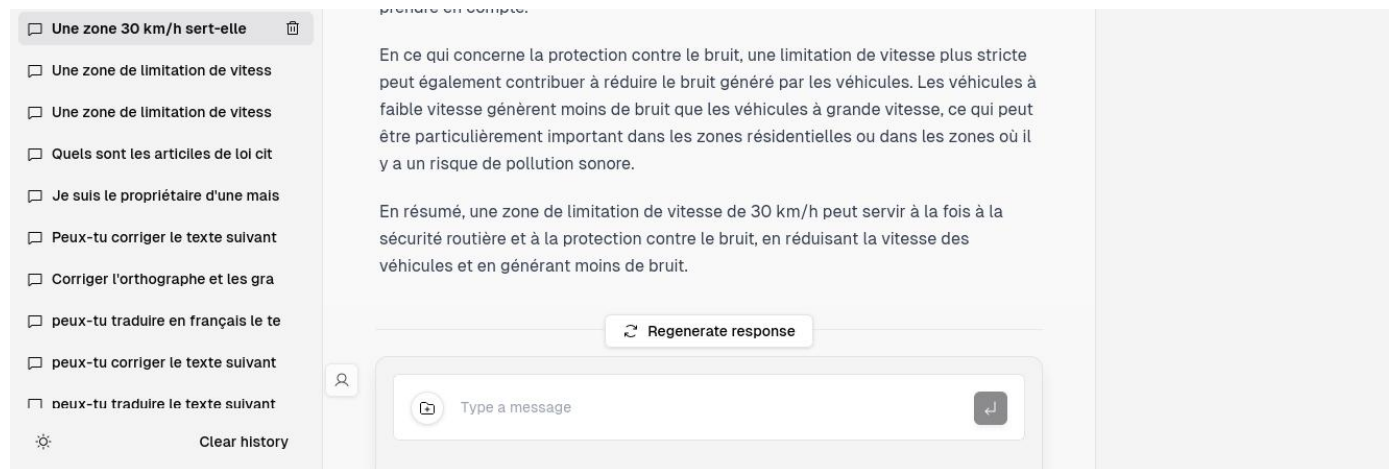 Une zone 30 km/h sert-elle
Une zone de limitation de vitess
Une zone de limitation de vitess
Quels sont les articiles de loi cit
Je suis le propriétaire d'une mais
Peux-tu corriger le texte suivant
Corriger l'orthographe et les gra
peux-tu traduire en français le te
peux-tu corriger le texte suivant
peux-tu traduire le texte suivant
Clear history
prendre en compte.
En ce qui concerne la protection contre le bruit, une limitation de vitesse plus stricte
peut également contribuer à réduire le bruit généré par les véhicules. Les véhicules à
faible vitesse génèrent moins de bruit que les véhicules à grande vitesse, ce qui peut
être particulièrement important dans les zones résidentielles ou dans les zones où il
y a un risque de pollution sonore.
En résumé, une zone de limitation de vitesse de 30 km/h peut servir à la fois à la
sécurité routière et à la protection contre le bruit, en réduisant la vitesse des
véhicules et en générant moins de bruit.
Regenerate response
Type a message